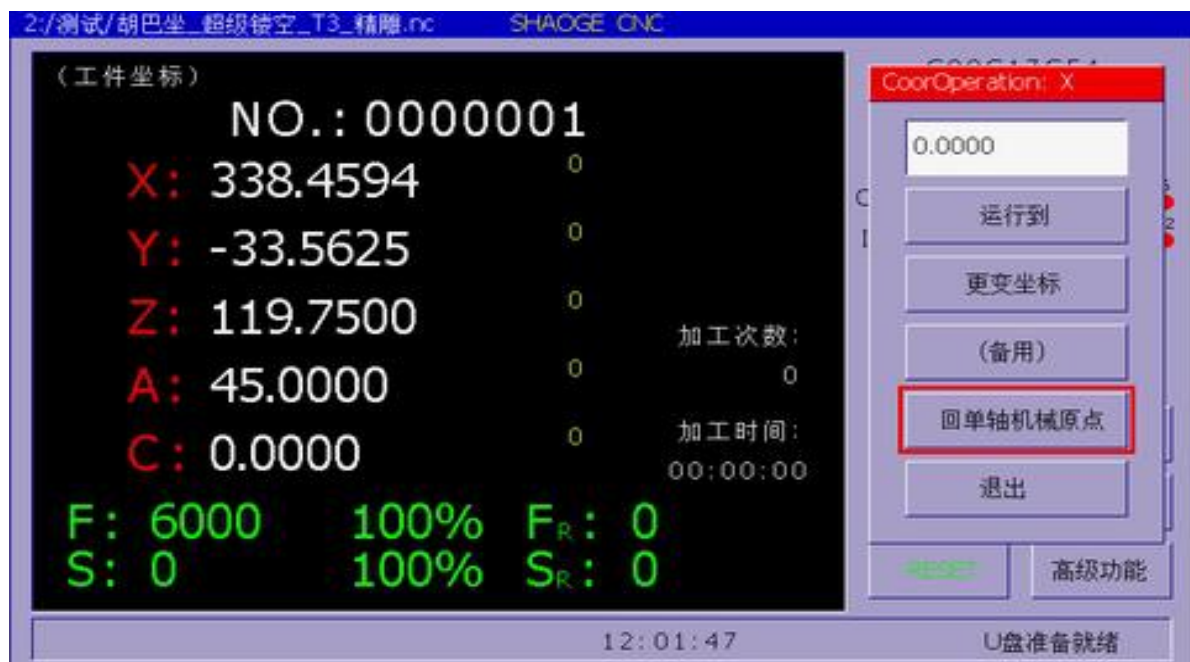 2:/测试/胡巴坐_超级镂空_T3_精雕.nc SHAOGE CNC
(工件坐标)
NO.: 0000001
X: 338.4594 0
Y: -33.5625 0
Z: 119.7500 0
A: 45.0000 0
C: 0.0000 0
加工次数:
0
加工时间:
00:00:00
F: 6000 100% FR: 0
S: 0 100% SR: 0
CoorOperation: X
0.0000
运行到
更变坐标
(备用)
回单轴机械原点
退出
RESET
高级功能
12:01:47 U盘准备就绪